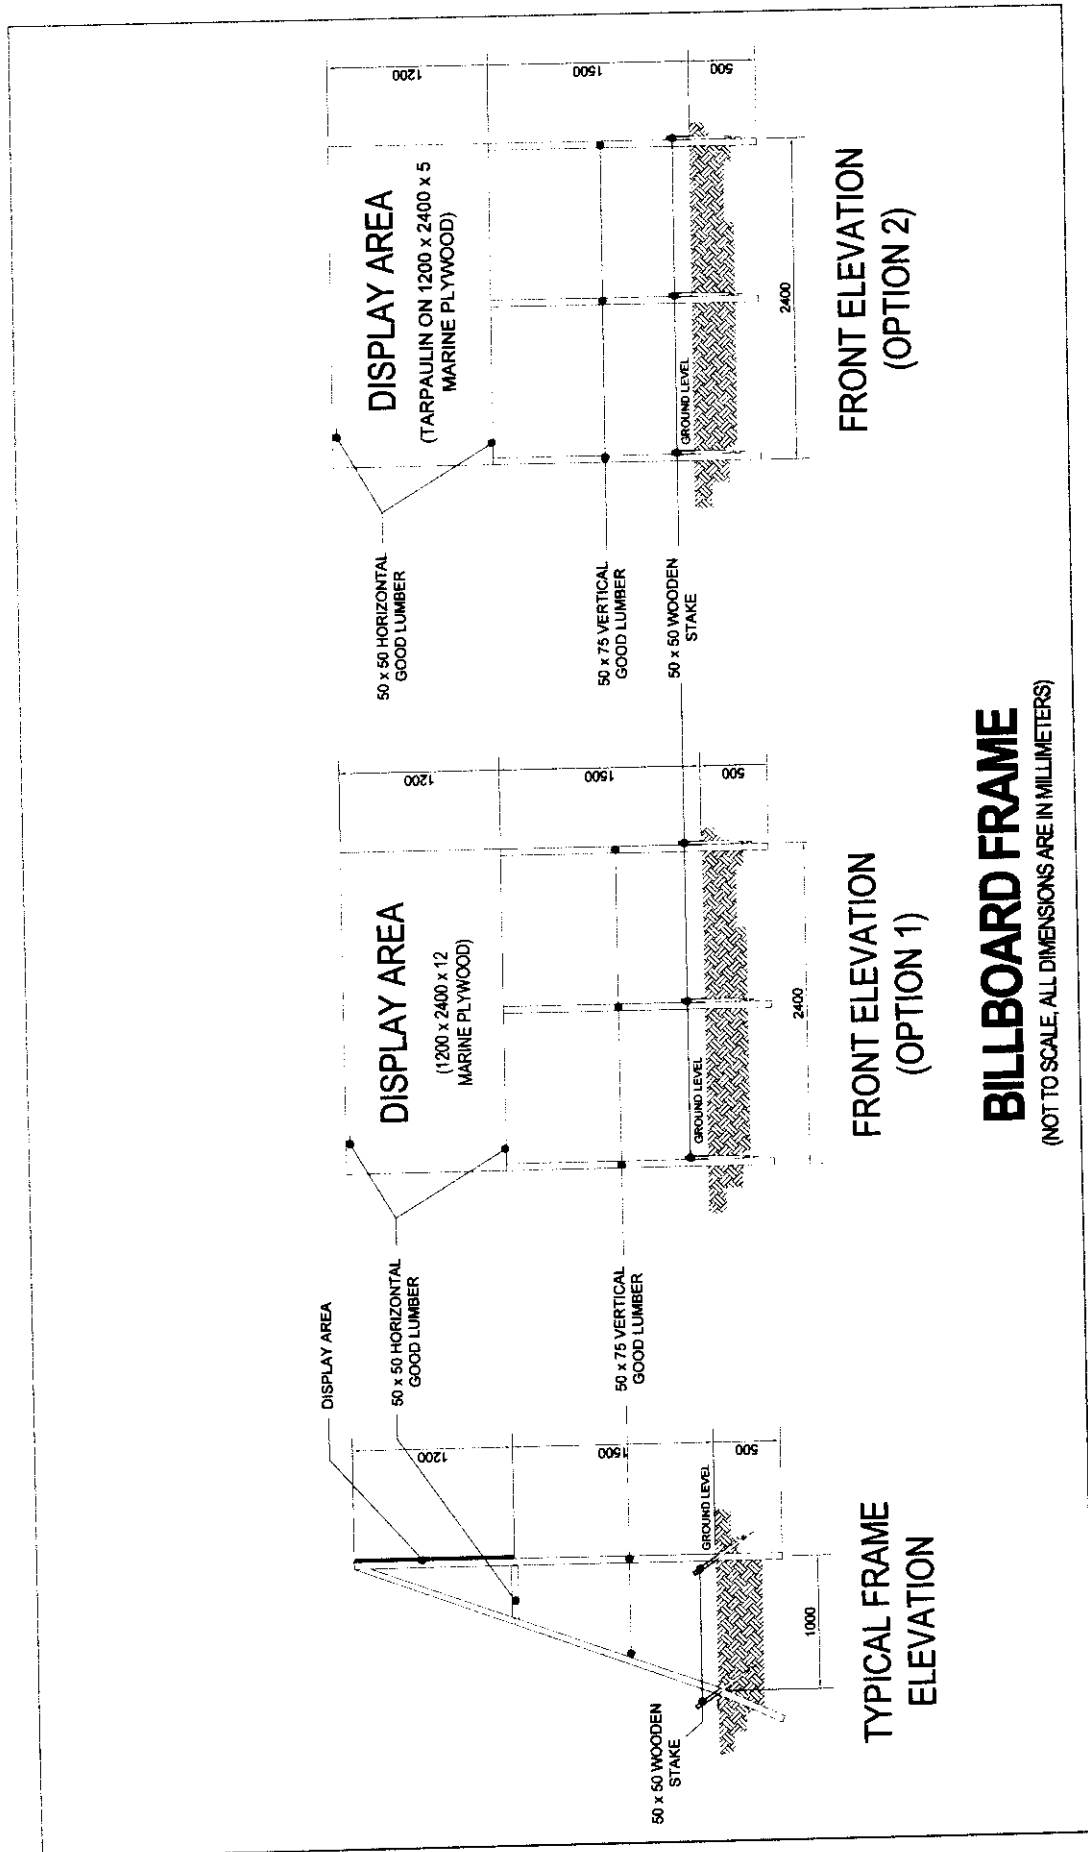 DISPLAY AREA
50 x 50 HORIZONTAL
GOOD LUMBER
50 x 75 VERTICAL
GOOD LUMBER
50 x 50 WOODEN
STAKE
GROUND LEVEL
1200
1500
500
1000
TYPICAL FRAME
ELEVATION
DISPLAY AREA
(1200 x 2400 x 12
MARINE PLYWOOD)
GROUND LEVEL
1200
1500
500
2400
FRONT ELEVATION
(OPTION 1)
50 x 50 HORIZONTAL
GOOD LUMBER
50 x 75 VERTICAL
GOOD LUMBER
50 x 50 WOODEN
STAKE
DISPLAY AREA
(TARPAULIN ON 1200 x 2400 x 5
MARINE PLYWOOD)
GROUND LEVEL
1200
1500
500
2400
FRONT ELEVATION
(OPTION 2)
BILLBOARD FRAME
(NOT TO SCALE, ALL DIMENSIONS ARE IN MILLIMETERS)